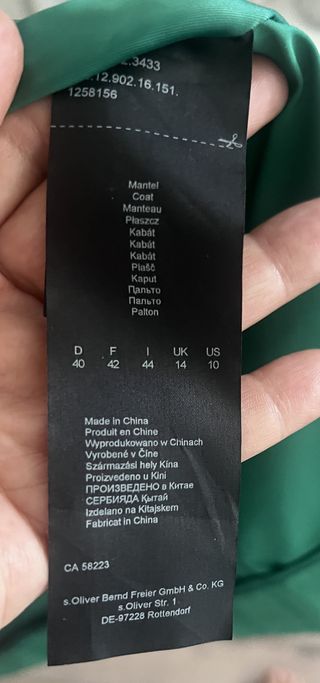 .3433
.12.902.16.151.
1258156
Mantel
Coat
Manteau
Płaszcz
Kabát
Kabát
Kabát
Plašč
Kaput
Пальто
Пальто
Palton
D F I UK US
40 42 44 14 10
Made in China
Produit en Chine
Wyprodukowano w Chinach
Vyrobené v Číne
Származási hely Kína
Proizvedeno u Kini
ПРОИЗВЕДЕНО в Китае
СЕРБИЯДА Қытай
Izdelano na Kitajskem
Fabricat in China
CA 58223
s.Oliver Bernd Freier GmbH & Co. KG
s.Oliver Str. 1
DE-97228 Rottendorf